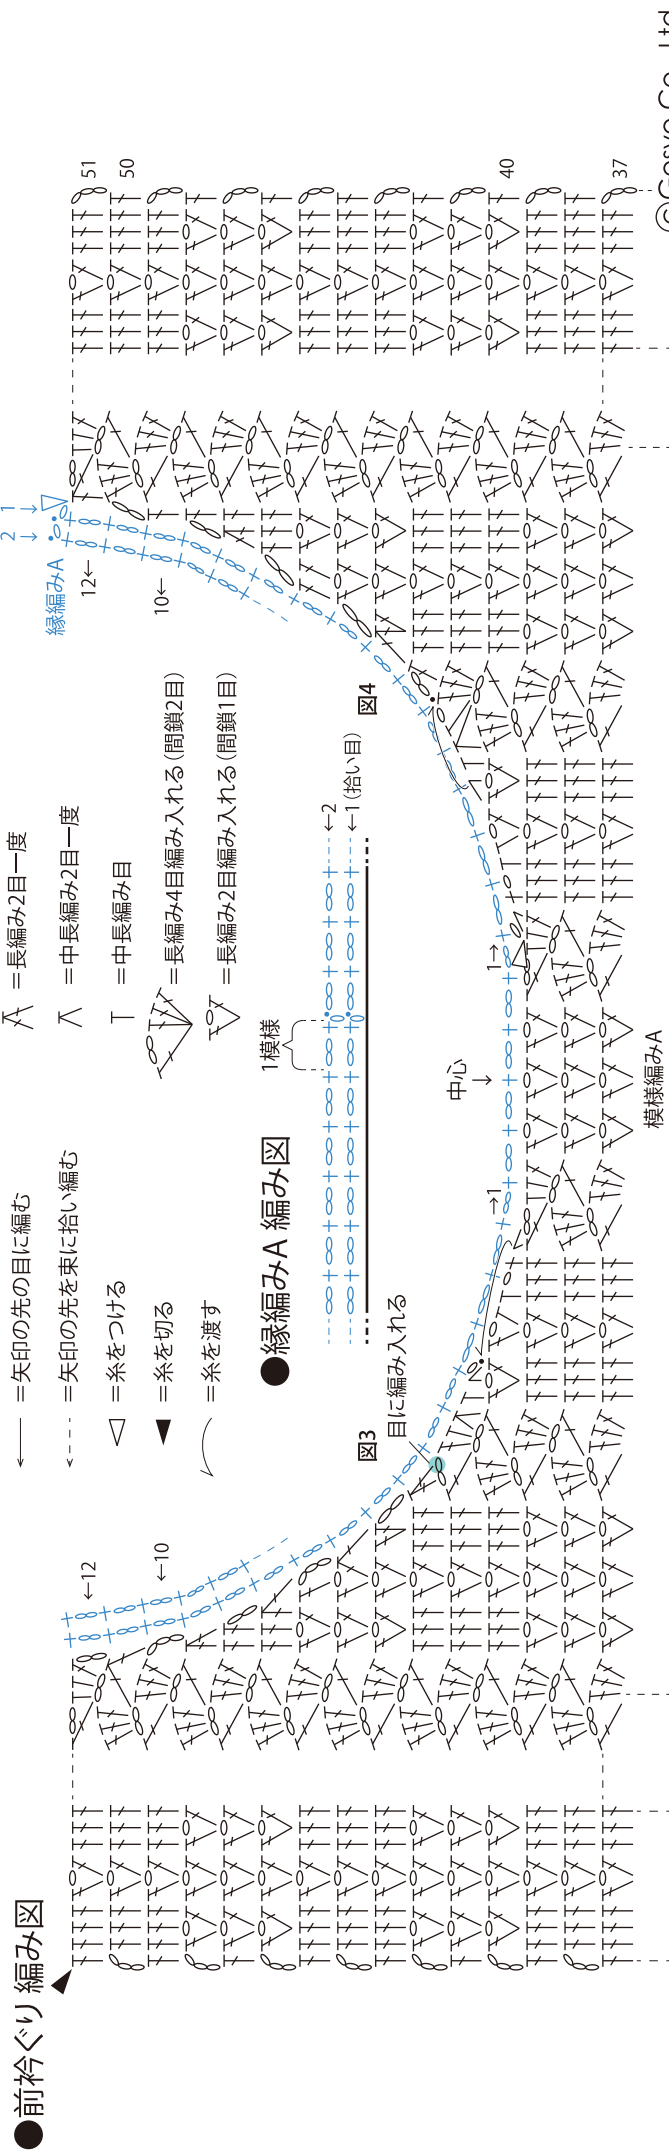 ●前衿ぐり 編み図
=矢印の先の目に編む
=矢印の先を束に拾い編む
=糸をつける
=糸を切る
=糸を渡す
=長編み2目一度
=中長編み2目一度
=中長編み目
=長編み4目編み入れる(間鎖2目)
=長編み2目編み入れる(間鎖1目)
●縁編みA 編み図
1模様
←2
←1(拾い目)
縁編みA
2
1
12←
10←
←12
←10
51
50
40
37
図3
目に編み入れる
図4
中心
→1
1→
模様編みA